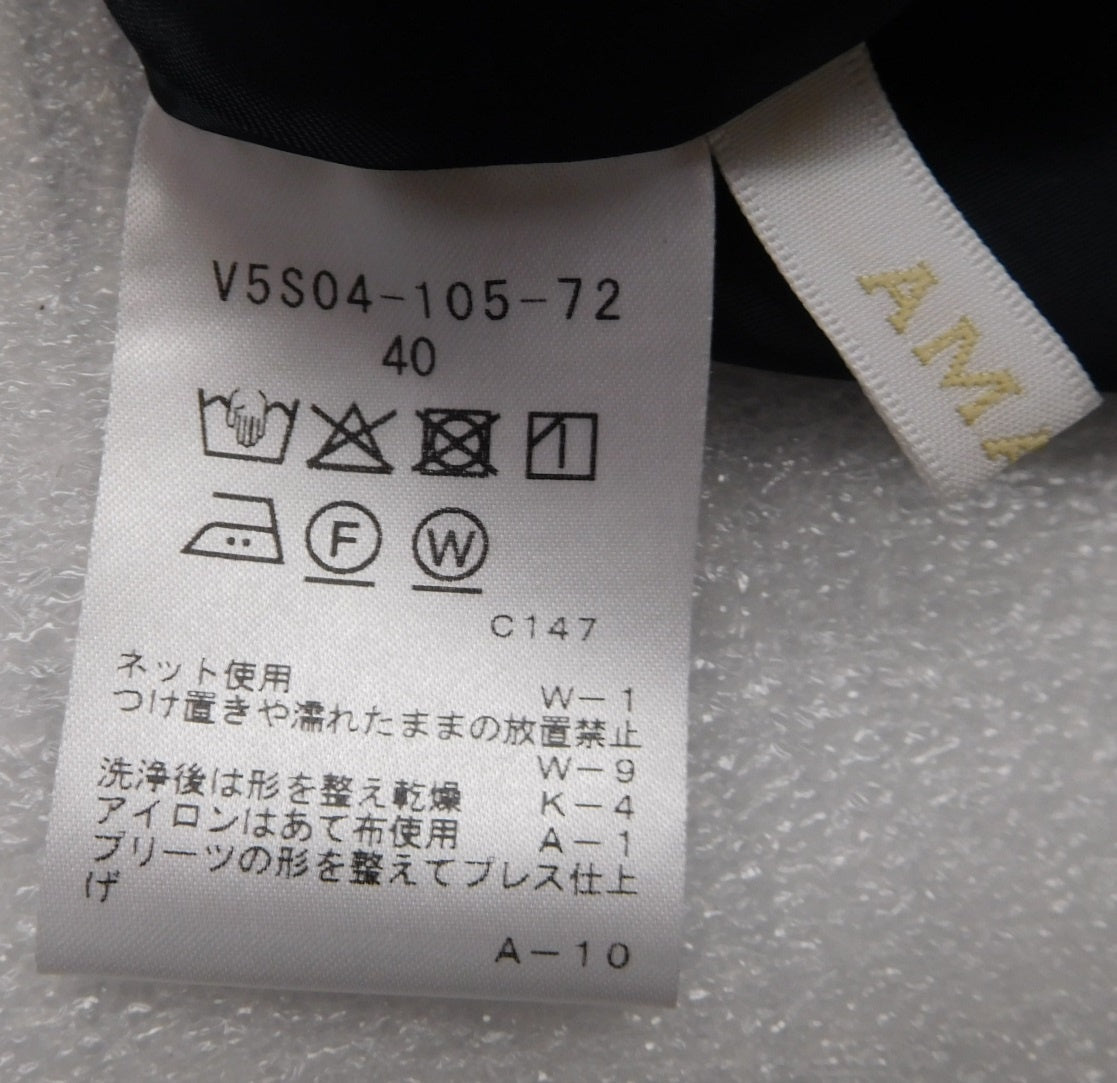 V5S04-105-72
40
F W
C147
ネット使用
W-1
つけ置きや濡れたままの放置禁止
W-9
洗浄後は形を整え乾燥
K-4
アイロンはあて布使用
A-1
プリーツの形を整えてプレス仕上
げ
A-10
AM